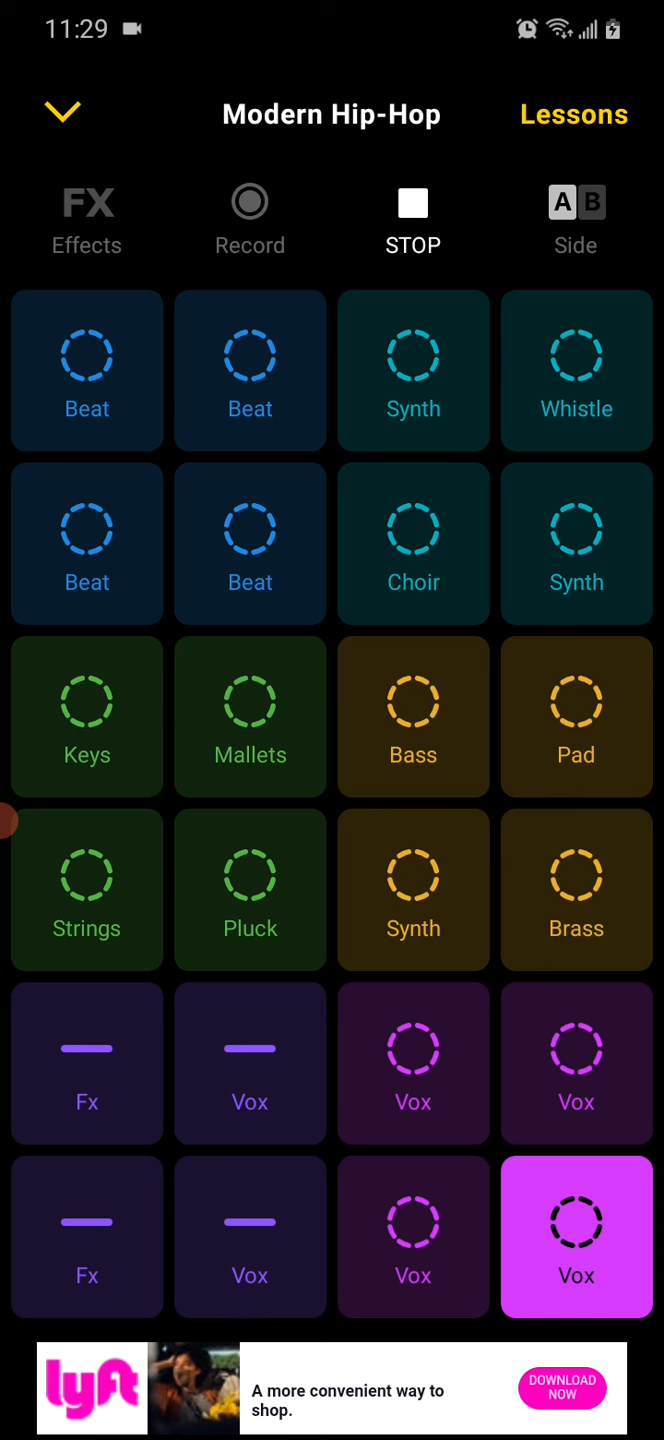 11:29
Modern Hip-Hop
Lessons
FX
A B
Effects
Record
STOP
Side
Beat
Beat
Synth
Whistle
Beat
Beat
Choir
Synth
Keys
Mallets
Bass
Pad
Strings
Pluck
Synth
Brass
Fx
Vox
Vox
Vox
Fx
Vox
Vox
Vox
lyft
A more convenient way to
shop.
DOWNLOAD
NOW